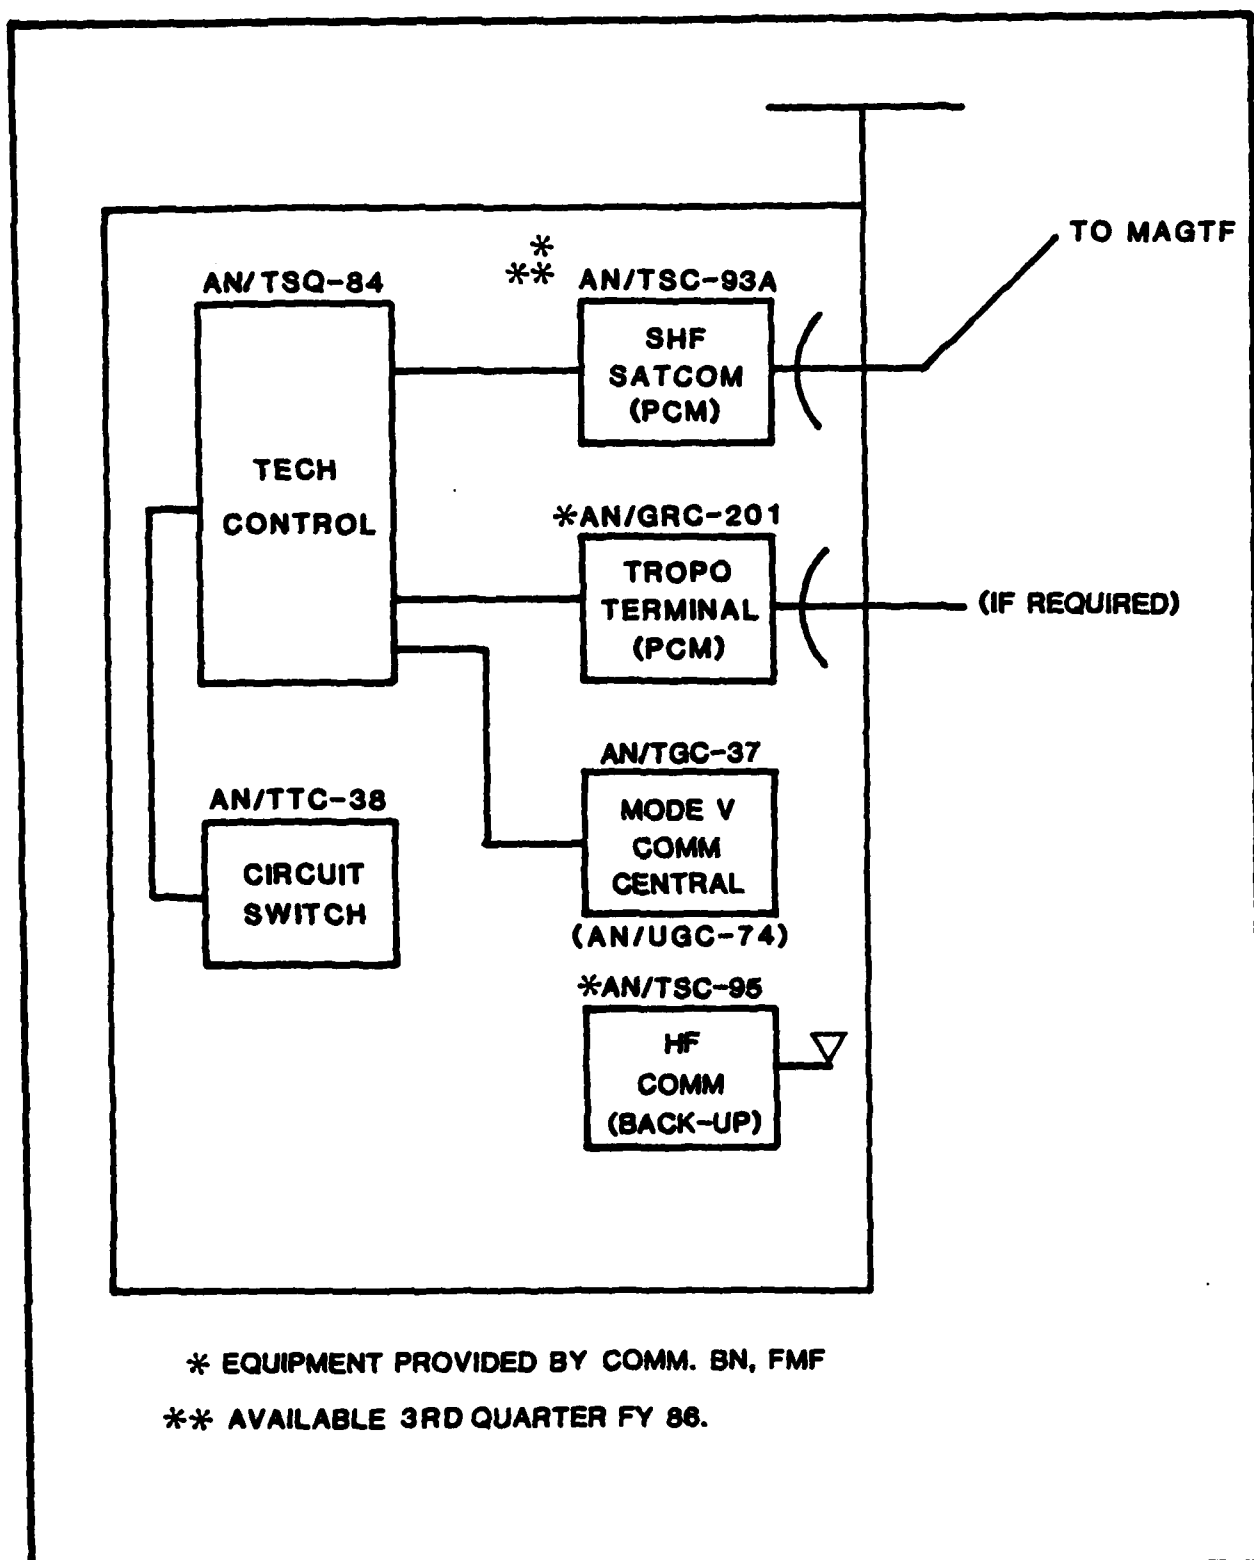 TO MAGTF
*
**
AN/TSQ-84
AN/TSC-93A
SHF
SATCOM
(PCM)
TECH
CONTROL
*AN/GRC-201
TROPO
TERMINAL
(PCM)
(IF REQUIRED)
AN/TGC-37
MODE V
COMM
CENTRAL
(AN/UGC-74)
AN/TTC-38
CIRCUIT
SWITCH
*AN/TSC-95
HF
COMM
(BACK-UP)
* EQUIPMENT PROVIDED BY COMM. BN, FMF
** AVAILABLE 3RD QUARTER FY 86.